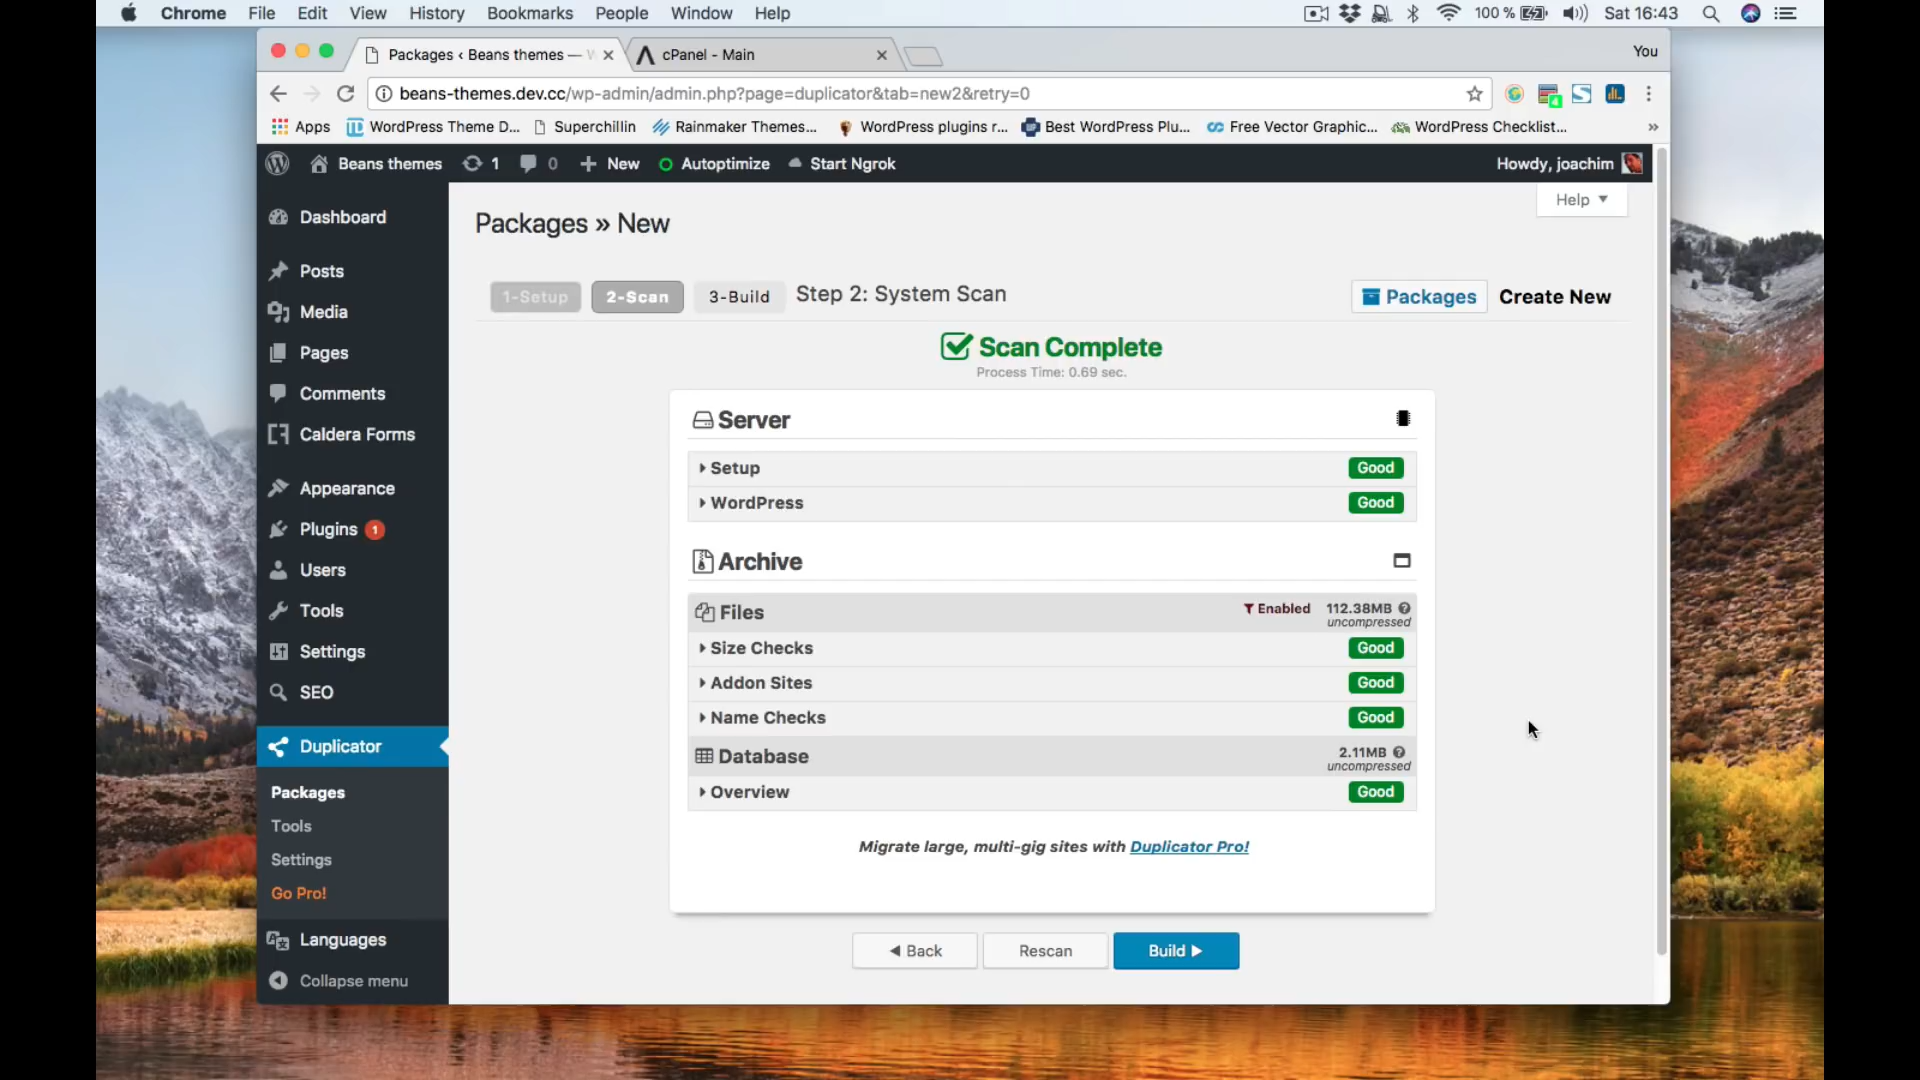 Chrome File Edit View History Bookmarks People Window Help 100 % Sat 16:43
Packages ‹ Beans themes — cPanel - Main You
beans-themes.dev.cc/wp-admin/admin.php?page=duplicator&tab=new2&retry=0
Apps WordPress Theme D... Superchillin Rainmaker Themes... WordPress plugins r... Best WordPress Plu... Free Vector Graphic... WordPress Checklist... »
Beans themes 1 0 New Autoptimize Start Ngrok Howdy, joachim
Help
Packages » New
1-Setup 2-Scan 3-Build Step 2: System Scan Packages Create New
Scan Complete
Process Time: 0.69 sec.
Server
Setup Good
WordPress Good
Archive
Files Enabled 112.38MB
uncompressed
Size Checks Good
Addon Sites Good
Name Checks Good
Database 2.11MB
uncompressed
Overview Good
Migrate large, multi-gig sites with Duplicator Pro!
Back Rescan Build
Dashboard
Posts
Media
Pages
Comments
Caldera Forms
Appearance
Plugins 1
Users
Tools
Settings
SEO
Duplicator
Packages
Tools
Settings
Go Pro!
Languages
Collapse menu